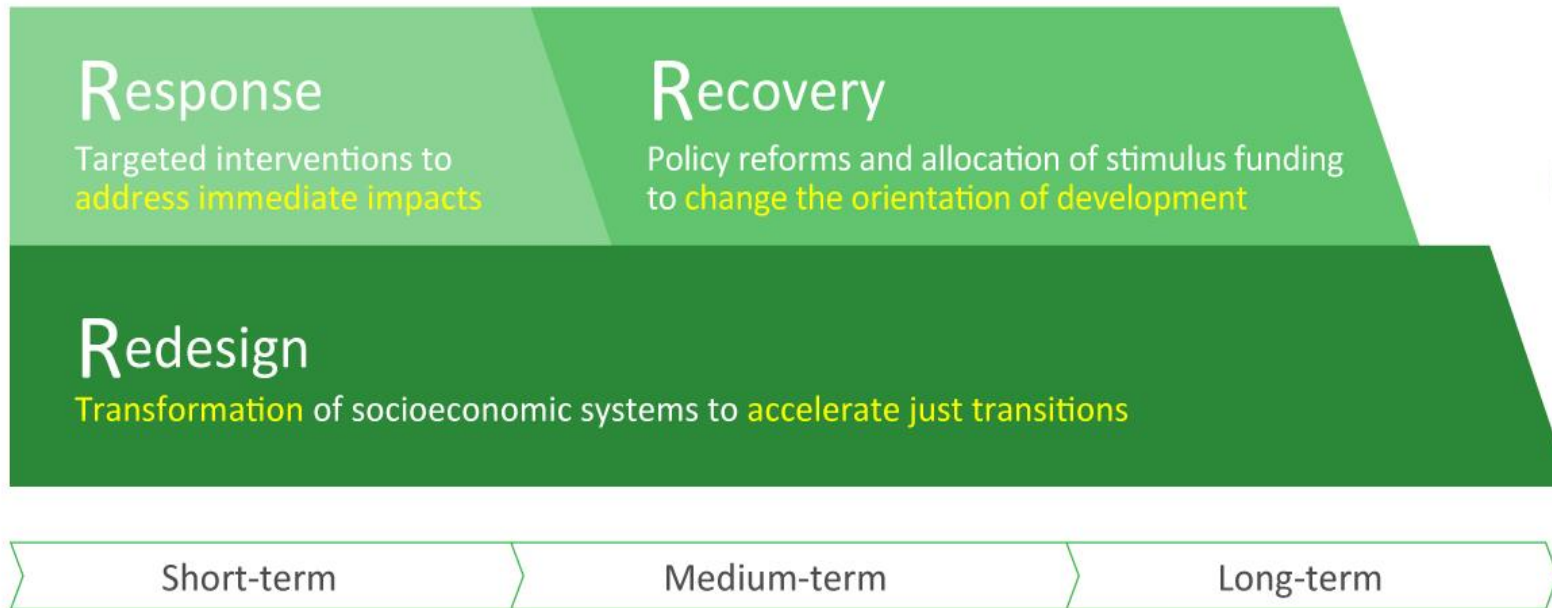 Response
Targeted interventions to
address immediate impacts
Recovery
Policy reforms and allocation of stimulus funding
to change the orientation of development
Redesign
Transformation of socioeconomic systems to accelerate just transitions
Short-term
Medium-term
Long-term